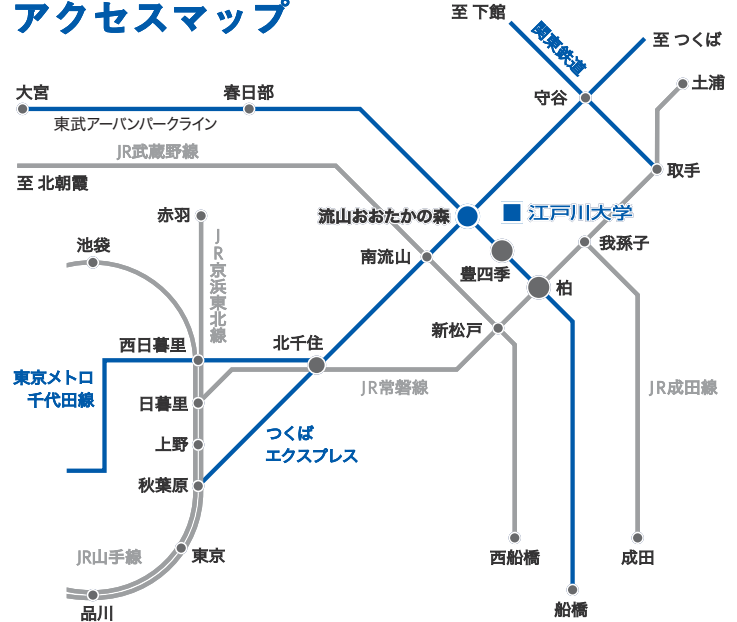 アクセスマップ
至 下館
関東鉄道
至 つくば
大宮
春日部
守谷
土浦
東武アーバンパークライン
JR武蔵野線
至 北朝霞
取手
赤羽
流山おおたかの森
江戸川大学
池袋
JR京浜東北線
南流山
豊四季
我孫子
柏
西日暮里
北千住
新松戸
東京メトロ
千代田線
日暮里
JR常磐線
JR成田線
上野
つくば
エクスプレス
秋葉原
JR山手線
東京
西船橋
成田
品川
船橋